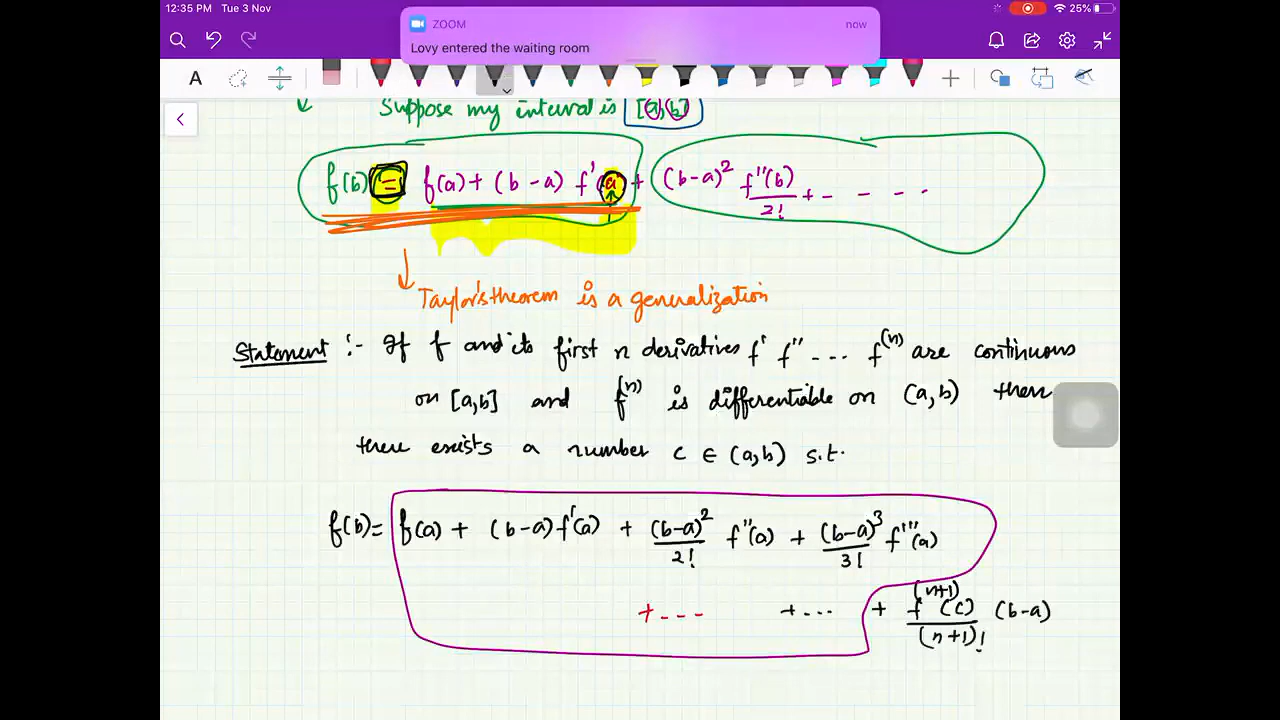 12:35 PM Tue 3 Nov
25%
ZOOM now
Lovy entered the waiting room
A
Suppose my interval is [a,b]
f(b) = f(a) + (b-a) f'(a) + (b-a)² f''(b)/2! + - - - -
Taylor's theorem is a generalization
Statement :- If f and its first n derivatives f' f'' ... f⁽ⁿ⁾ are continuous
on [a,b] and f⁽ⁿ⁾ is differentiable on (a,b) then
there exists a number c ∈ (a,b) s.t.
f(b) = f(a) + (b-a) f'(a) + (b-a)²/2! f''(a) + (b-a)³/3! f'''(a)
+ - - - + ... + f⁽ⁿ⁺¹⁾(c)/(n+1)! (b-a)